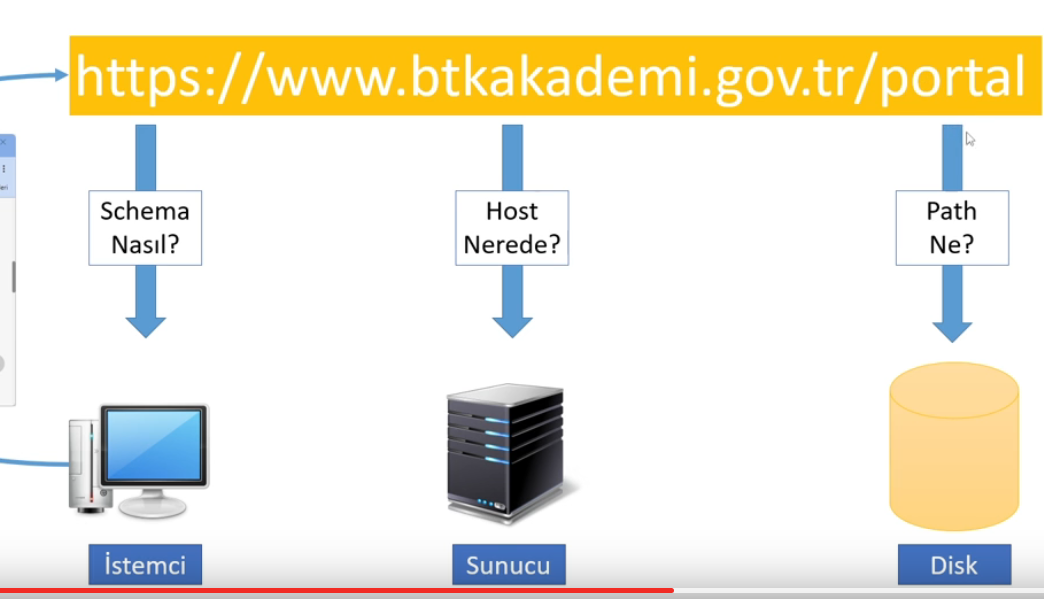 https://www.btkakademi.gov.tr/portal
Schema
Nasıl?
Host
Nerede?
Path
Ne?
İstemci
Sunucu
Disk